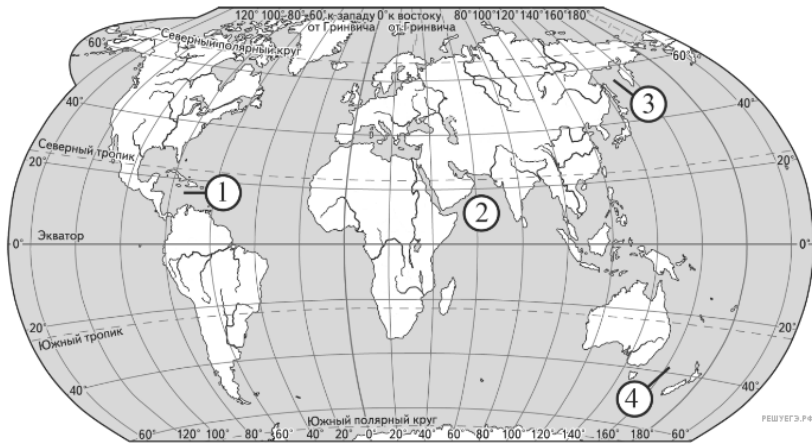 120° 100° 80° 60° к западу 0° к востоку 80° 100° 120° 140° 160° 180°
от Гринвича от Гринвича
Северный полярный круг
60° 60°
40° 40°
3
Северный тропик
20° 20°
1
2
Экватор
0° 0°
20° 20°
Южный тропик
40° 40°
4
РЕШУЕГЭ.РФ
Южный полярный круг
60° 120° 100° 80° 60° 40° 20° 0° 20° 40° 60° 80° 100° 120° 140° 160° 180° 60°